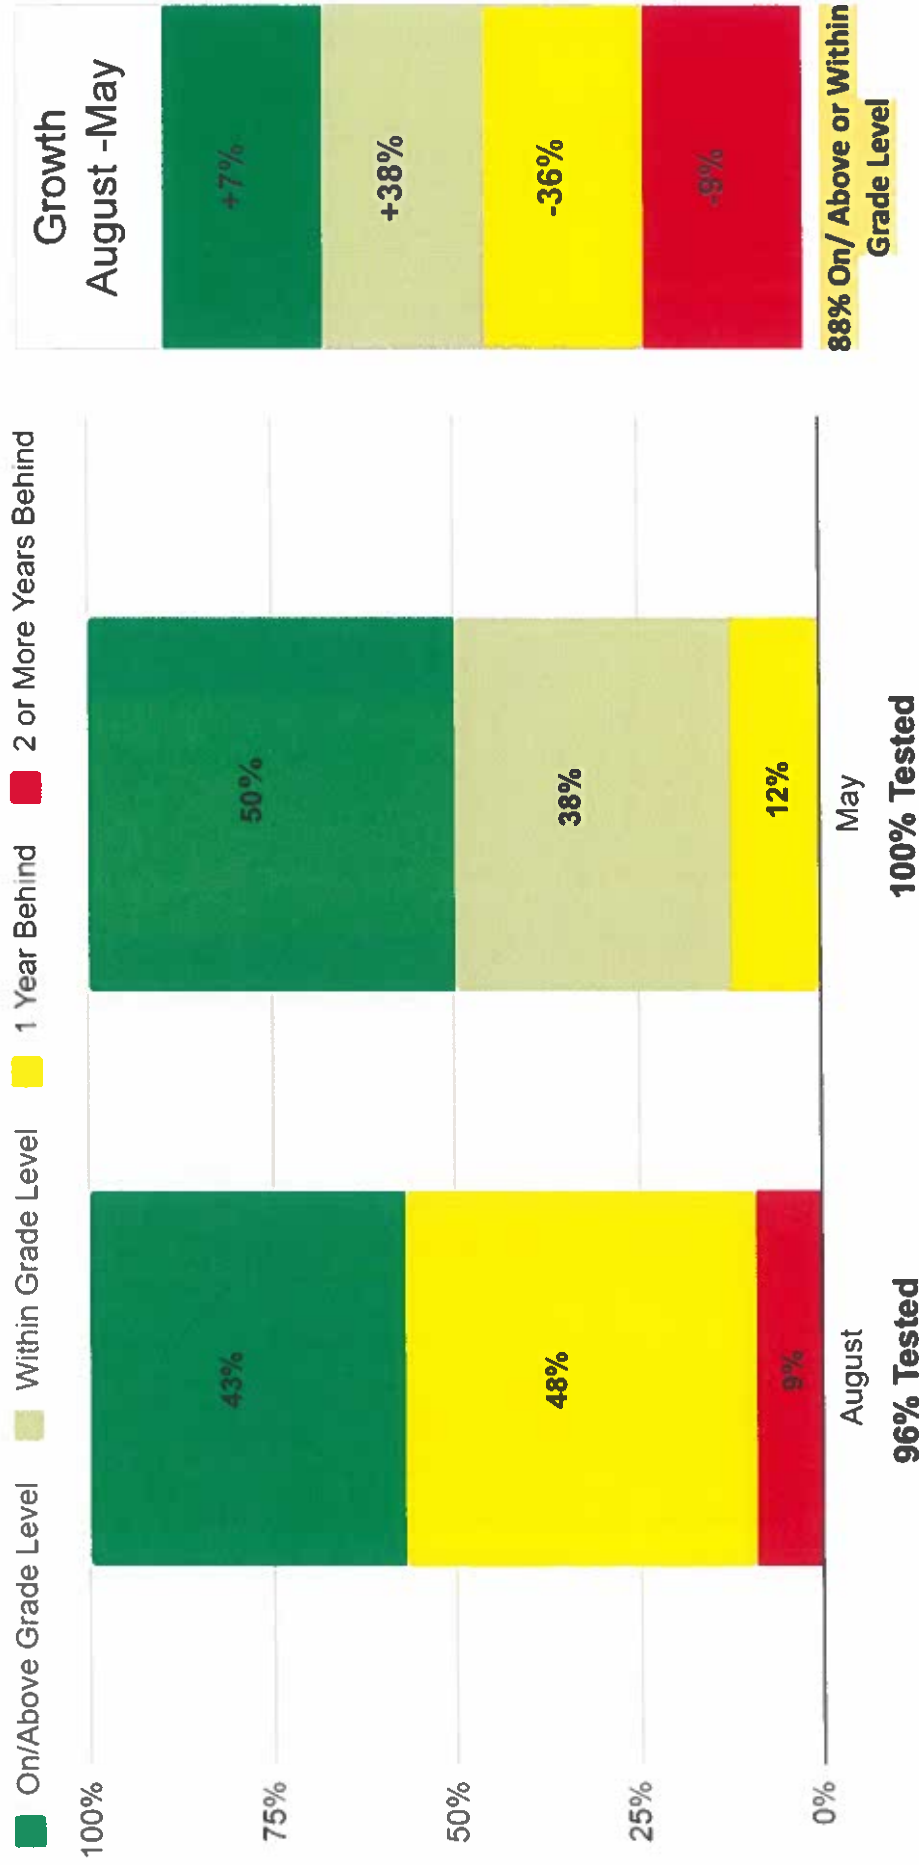 On/Above Grade Level
Within Grade Level
1 Year Behind
2 or More Years Behind
100%
75%
50%
25%
0%
43%
48%
9%
August
96% Tested
50%
38%
12%
May
100% Tested
Growth
August -May
+7%
+38%
-36%
-9%
88% On/ Above or Within
Grade Level